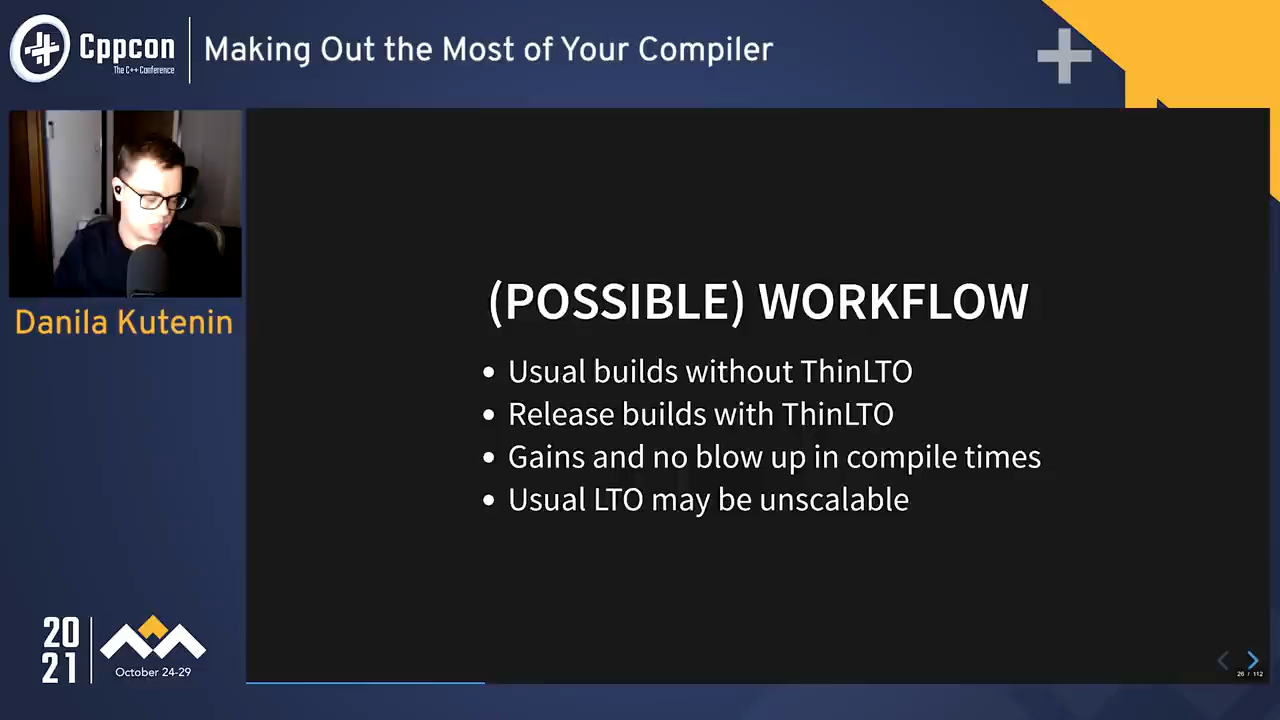 Cppcon
The C++ Conference
Making Out the Most of Your Compiler
Danila Kutenin
(POSSIBLE) WORKFLOW
• Usual builds without ThinLTO
• Release builds with ThinLTO
• Gains and no blow up in compile times
• Usual LTO may be unscalable
20
21
October 24-29
26 / 112